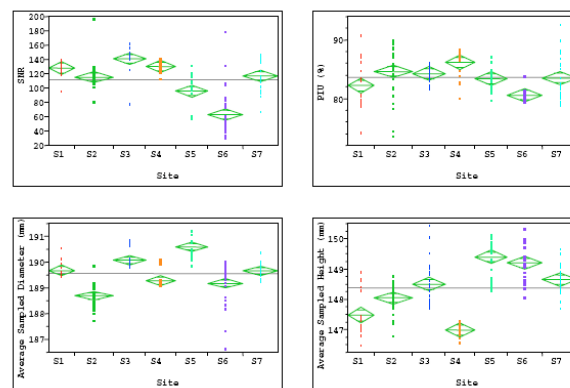 SNR
200
180
160
140
120
100
80
60
40
20
S1 S2 S3 S4 S5 S6 S7
Site
PIU (%)
90
80
S1 S2 S3 S4 S5 S6 S7
Site
Average Sampled Diameter (mm)
191
190
189
188
187
S1 S2 S3 S4 S5 S6 S7
Site
Average Sampled Height (mm)
150
149
148
147
S1 S2 S3 S4 S5 S6 S7
Site